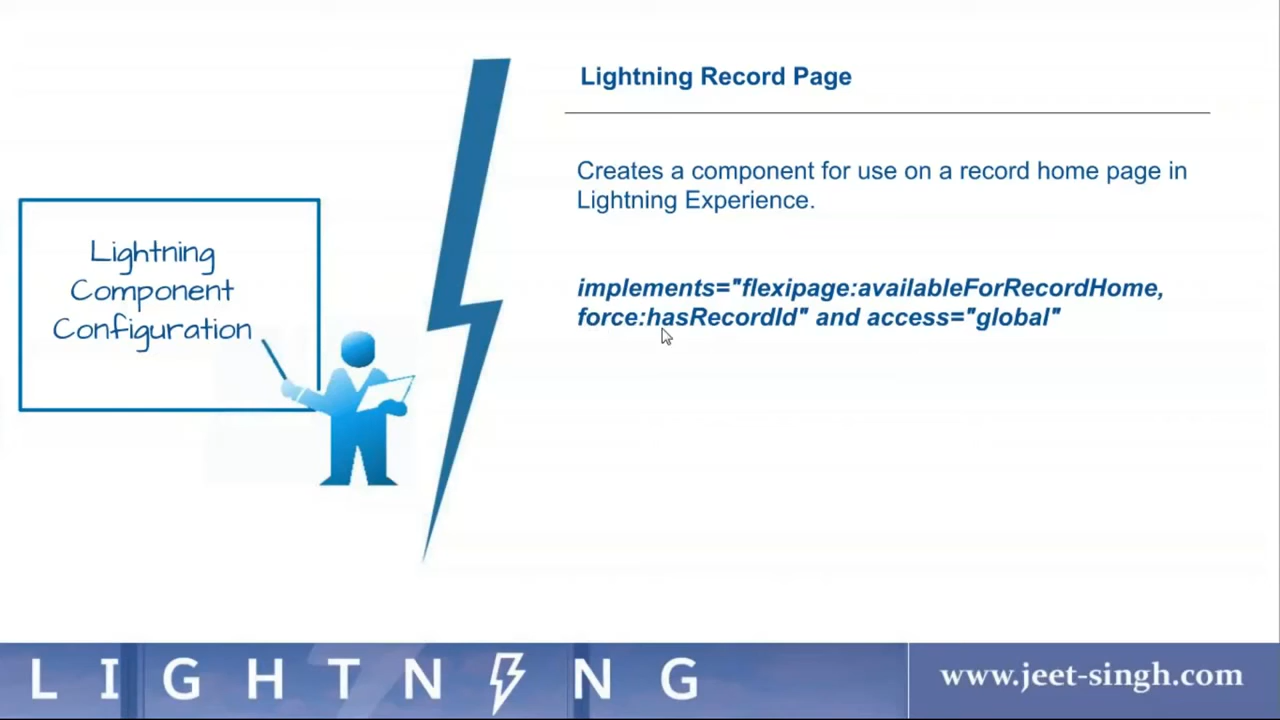 Lightning Record Page
Creates a component for use on a record home page in
Lightning Experience.
implements="flexipage:availableForRecordHome,
force:hasRecordId" and access="global"
Lightning
Component
Configuration
LIGHTNING
www.jeet-singh.com